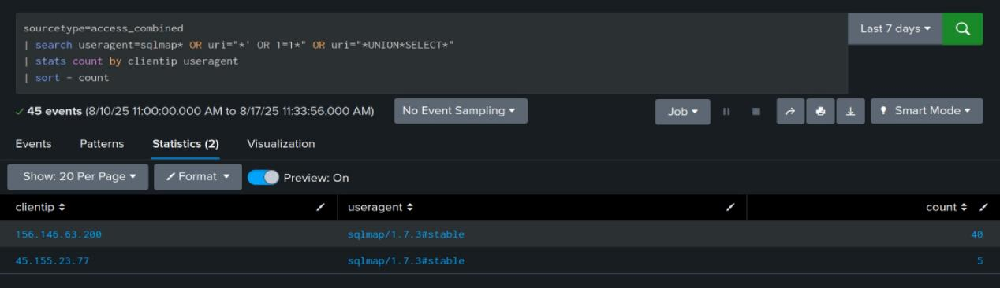 sourcetype=access_combined
| search useragent=sqlmap* OR uri="*' OR 1=1*" OR uri="*UNION*SELECT*"
| stats count by clientip useragent
| sort - count
Last 7 days
45 events (8/10/25 11:00:00.000 AM to 8/17/25 11:33:56.000 AM)
No Event Sampling
Job
Smart Mode
Events
Patterns
Statistics (2)
Visualization
Show: 20 Per Page
Format
Preview: On
clientip
useragent
count
156.146.63.200
sqlmap/1.7.3#stable
40
45.155.23.77
sqlmap/1.7.3#stable
5